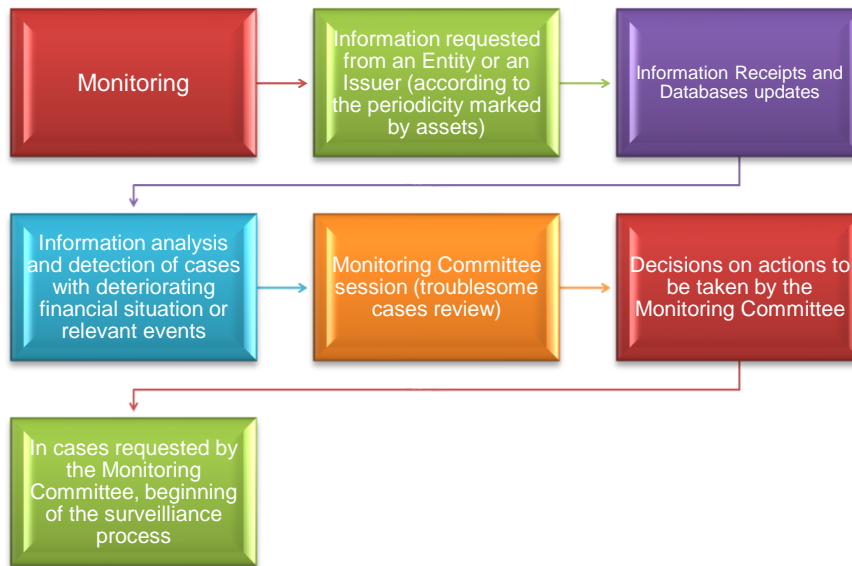 Monitoring
Information requested
from an Entity or an
Issuer (according to
the periodicity marked
by assets)
Information Receipts and
Databases updates
Information analysis
and detection of cases
with deteriorating
financial situation or
relevant events
Monitoring Committee
session (troublesome
cases review)
Decisions on actions to
be taken by the
Monitoring Committee
In cases requested by
the Monitoring
Committee, beginning
of the surveilliance
process